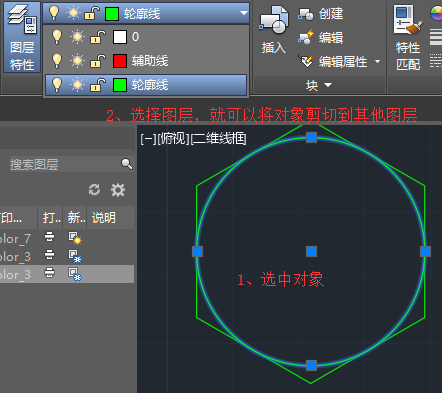 轮廓线
0
辅助线
轮廓线
图层
特性
插入
创建
编辑
编辑属性
块
特性
匹配
2、选择图层，就可以将对象剪切到其他图层
[−][俯视][二维线框]
搜索图层
打...
新...
说明
olor_7
olor_3
olor_3
1、选中对象